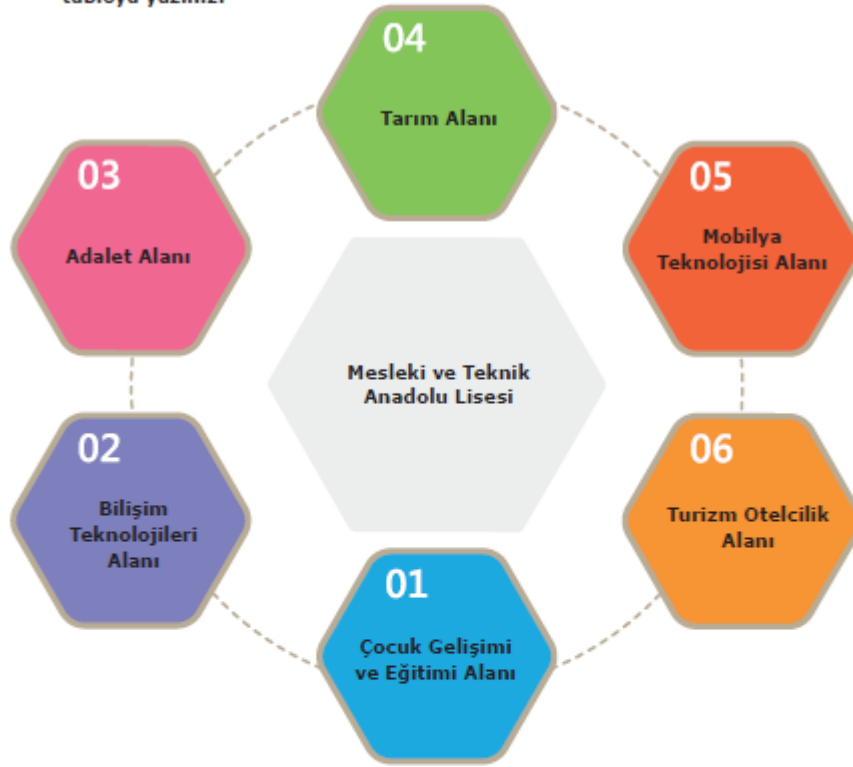 04
Tarım Alanı
03
Adalet Alanı
05
Mobilya
Teknolojisi Alanı
Mesleki ve Teknik
Anadolu Lisesi
02
Bilişim
Teknolojileri
Alanı
06
Turizm Otelcilik
Alanı
01
Çocuk Gelişimi
ve Eğitimi Alanı